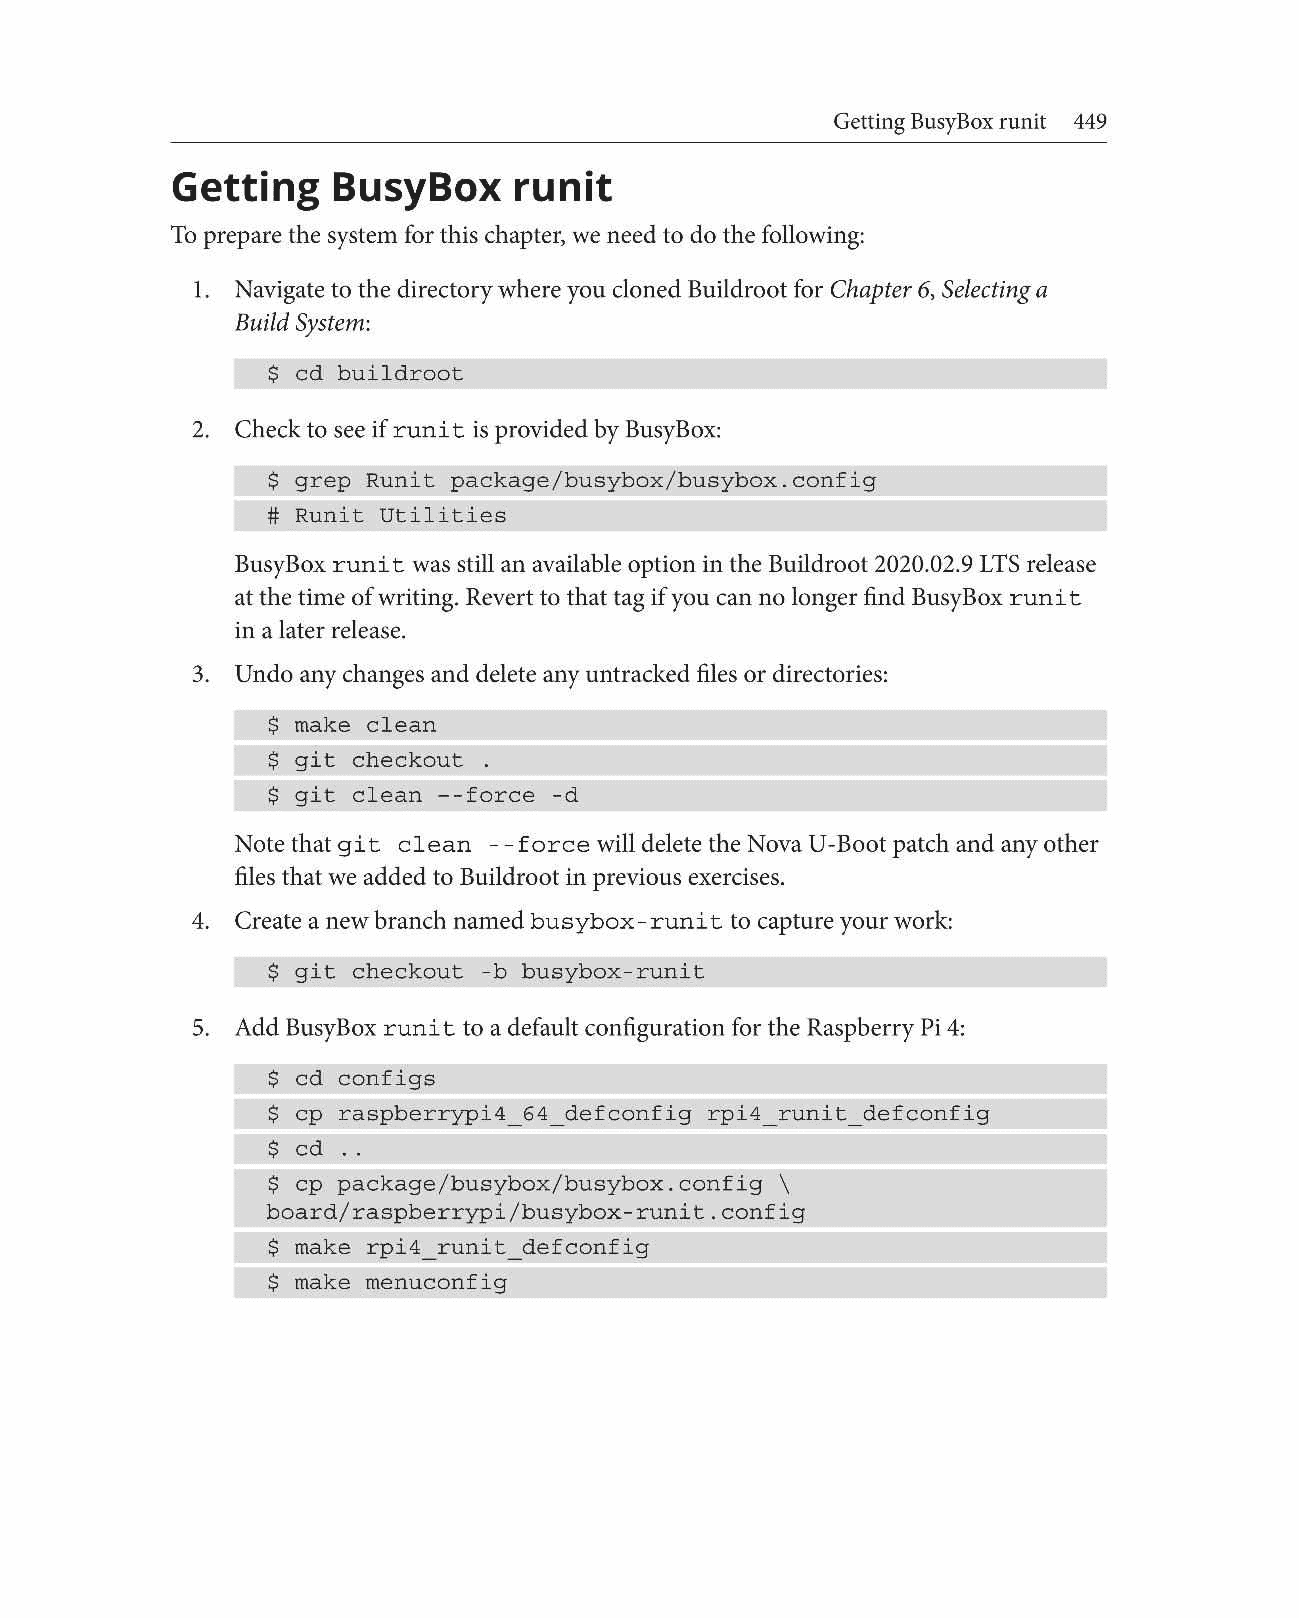 Getting BusyBox runit 449
Getting BusyBox runit
To prepare the system for this chapter, we need to do the following:
1. Navigate to the directory where you cloned Buildroot for Chapter 6, Selecting a
Build System:
$ cd buildroot
2. Check to see if runit is provided by BusyBox:
$ grep Runit package/busybox/busybox.config
# Runit Utilities
BusyBox runit was still an available option in the Buildroot 2020.02.9 LTS release
at the time of writing. Revert to that tag if you can no longer find BusyBox runit
in a later release.
3. Undo any changes and delete any untracked files or directories:
$ make clean
$ git checkout .
$ git clean –-force -d
Note that git clean --force will delete the Nova U-Boot patch and any other
files that we added to Buildroot in previous exercises.
4. Create a new branch named busybox-runit to capture your work:
$ git checkout -b busybox-runit
5. Add BusyBox runit to a default configuration for the Raspberry Pi 4:
$ cd configs
$ cp raspberrypi4_64_defconfig rpi4_runit_defconfig
$ cd ..
$ cp package/busybox/busybox.config \
board/raspberrypi/busybox-runit.config
$ make rpi4_runit_defconfig
$ make menuconfig